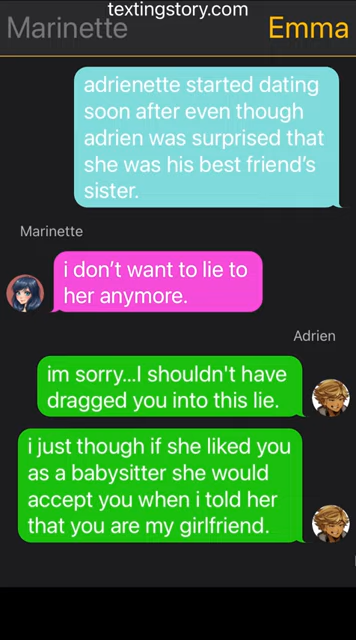 textingstory.com
Marinette
Emma
adrienette started dating
soon after even though
adrien was surprised that
she was his best friend’s
sister.
Marinette
i don’t want to lie to
her anymore.
Adrien
im sorry...I shouldn't have
dragged you into this lie.
i just though if she liked you
as a babysitter she would
accept you when i told her
that you are my girlfriend.